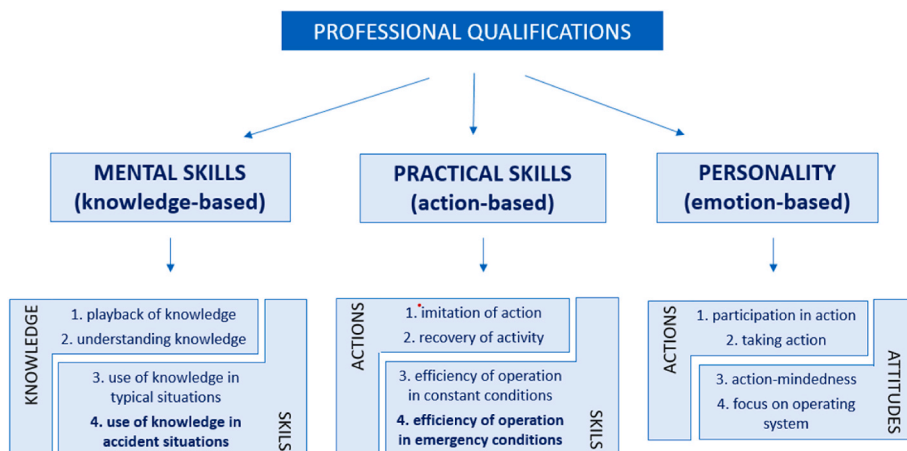 PROFESSIONAL QUALIFICATIONS
MENTAL SKILLS
(knowledge-based)
PRACTICAL SKILLS
(action-based)
PERSONALITY
(emotion-based)
KNOWLEDGE
1. playback of knowledge
2. understanding knowledge
3. use of knowledge in
typical situations
4. use of knowledge in
accident situations
SKILS
ACTIONS
1. imitation of action
2. recovery of activity
3. efficiency of operation
in constant conditions
4. efficiency of operation
in emergency conditions
SKILS
ACTIONS
1. participation in action
2. taking action
3. action-mindedness
4. focus on operating
system
ATTITUDES